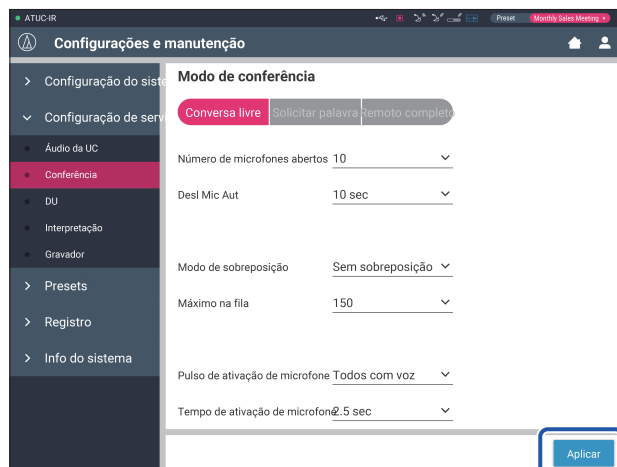 ATUC-IR
Preset Monthly Sales Meeting
Configurações e manutenção
Configuração do siste
Configuração de serv
Áudio da UC
Conferência
DU
Interpretação
Gravador
Presets
Registro
Info do sistema
Modo de conferência
Conversa livre Solicitar palavra Remoto completo
Número de microfones abertos 10
Desl Mic Aut 10 sec
Modo de sobreposição Sem sobreposição
Máximo na fila 150
Pulso de ativação de microfone Todos com voz
Tempo de ativação de microfone 2.5 sec
Aplicar